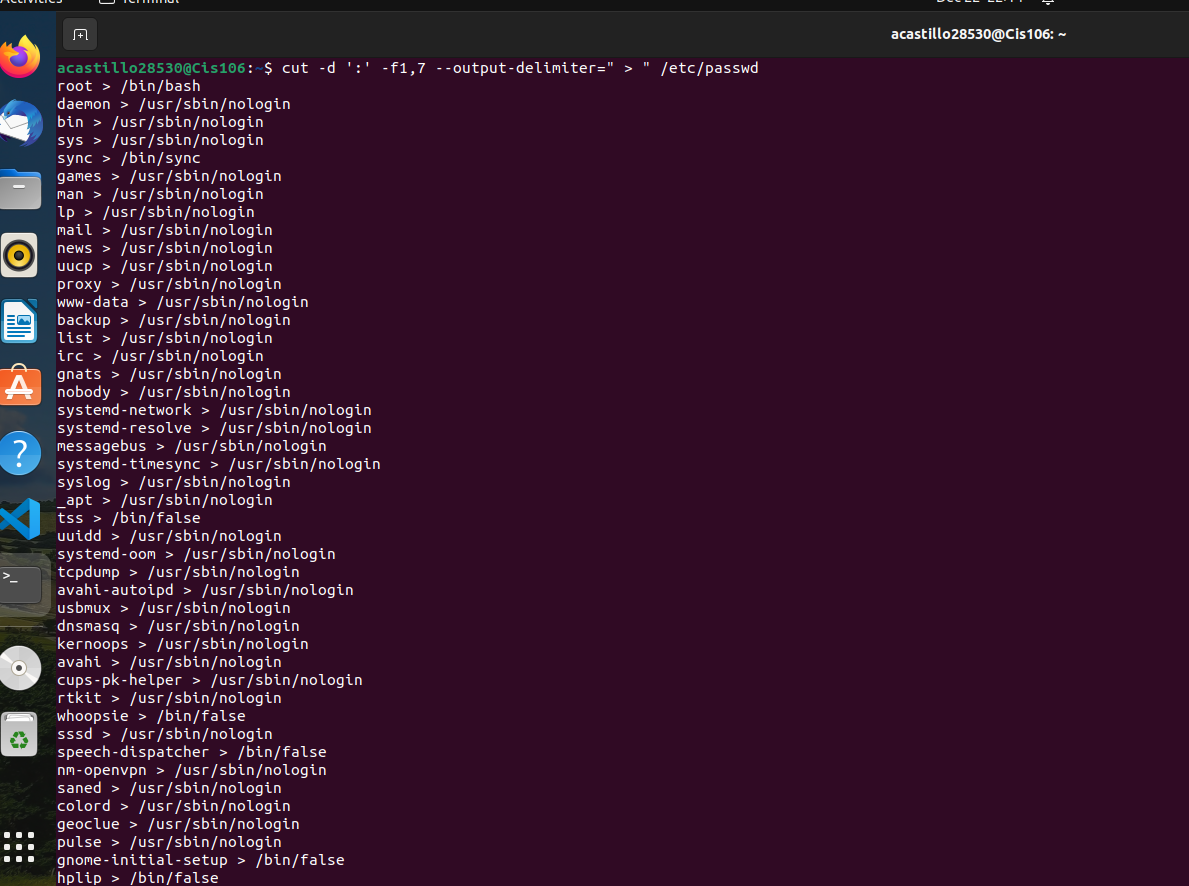 Activities Terminal
acastillo28530@Cis106: ~
acastillo28530@Cis106:~$ cut -d ':' -f1,7 --output-delimiter=" > " /etc/passwd
root > /bin/bash
daemon > /usr/sbin/nologin
bin > /usr/sbin/nologin
sys > /usr/sbin/nologin
sync > /bin/sync
games > /usr/sbin/nologin
man > /usr/sbin/nologin
lp > /usr/sbin/nologin
mail > /usr/sbin/nologin
news > /usr/sbin/nologin
uucp > /usr/sbin/nologin
proxy > /usr/sbin/nologin
www-data > /usr/sbin/nologin
backup > /usr/sbin/nologin
list > /usr/sbin/nologin
irc > /usr/sbin/nologin
gnats > /usr/sbin/nologin
nobody > /usr/sbin/nologin
systemd-network > /usr/sbin/nologin
systemd-resolve > /usr/sbin/nologin
messagebus > /usr/sbin/nologin
systemd-timesync > /usr/sbin/nologin
syslog > /usr/sbin/nologin
_apt > /usr/sbin/nologin
tss > /bin/false
uuidd > /usr/sbin/nologin
systemd-oom > /usr/sbin/nologin
tcpdump > /usr/sbin/nologin
avahi-autoipd > /usr/sbin/nologin
usbmux > /usr/sbin/nologin
dnsmasq > /usr/sbin/nologin
kernoops > /usr/sbin/nologin
avahi > /usr/sbin/nologin
cups-pk-helper > /usr/sbin/nologin
rtkit > /usr/sbin/nologin
whoopsie > /bin/false
sssd > /usr/sbin/nologin
speech-dispatcher > /bin/false
nm-openvpn > /usr/sbin/nologin
saned > /usr/sbin/nologin
colord > /usr/sbin/nologin
geoclue > /usr/sbin/nologin
pulse > /usr/sbin/nologin
gnome-initial-setup > /bin/false
hplip > /bin/false